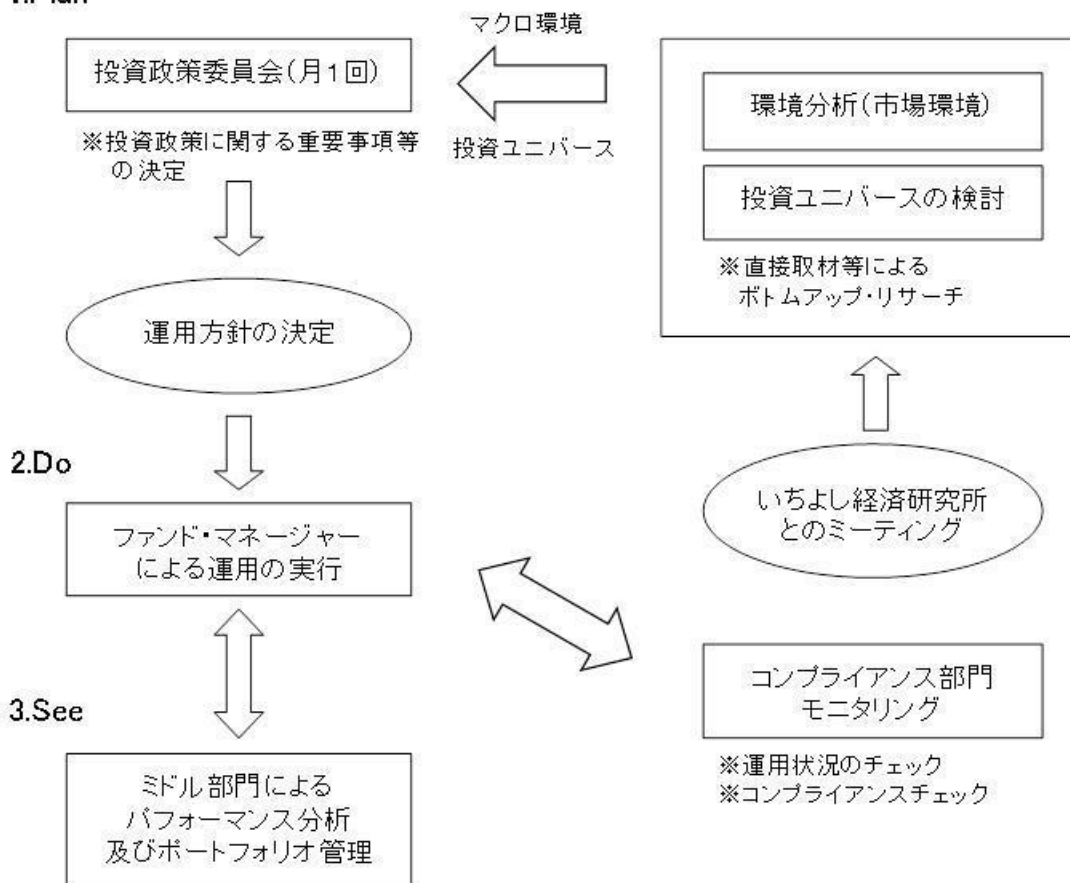 マクロ環境
投資政策委員会(月1回)
※投資政策に関する重要事項等
の決定
投資ユニバース
環境分析(市場環境)
投資ユニバースの検討
※直接取材等による
ボトムアップ・リサーチ
運用方針の決定
2.Do
ファンド・マネージャー
による運用の実行
いちよし経済研究所
とのミーティング
3.See
ミドル部門による
パフォーマンス分析
及びポートフォリオ管理
コンプライアンス部門
モニタリング
※運用状況のチェック
※コンプライアンスチェック